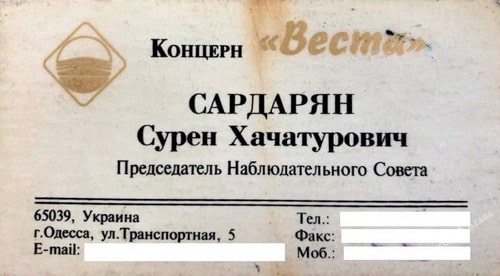 Концерн «Веста»
САРДАРЯН
Сурен Хачатурович
Председатель Наблюдательного Совета
65039, Украина
г.Одесса, ул.Транспортная, 5
E-mail:
Тел.:
Факс:
Моб.: